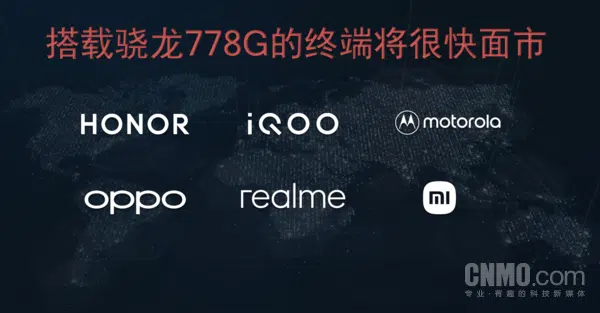 搭载骁龙778G的终端将很快面市
HONOR iQOO motorola
oppo realme mi
CNMO.com
专业·有趣的科技新媒体